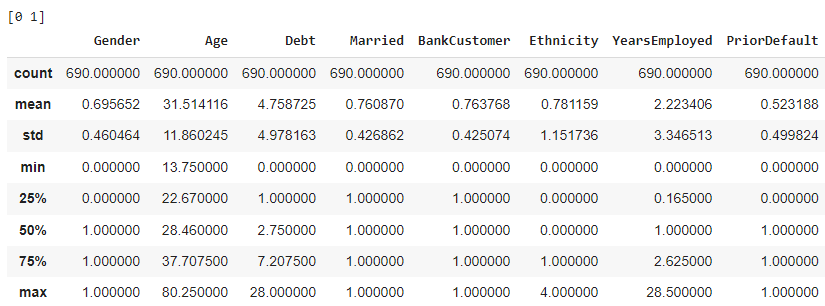 [0 1]
Gender Age Debt Married BankCustomer Ethnicity YearsEmployed PriorDefault
count 690.000000 690.000000 690.000000 690.000000 690.000000 690.000000 690.000000 690.000000
mean 0.695652 31.514116 4.758725 0.760870 0.763768 0.781159 2.223406 0.523188
std 0.460464 11.860245 4.978163 0.426862 0.425074 1.151736 3.346513 0.499824
min 0.000000 13.750000 0.000000 0.000000 0.000000 0.000000 0.000000 0.000000
25% 0.000000 22.670000 1.000000 1.000000 1.000000 0.000000 0.165000 0.000000
50% 1.000000 28.460000 2.750000 1.000000 1.000000 0.000000 1.000000 1.000000
75% 1.000000 37.707500 7.207500 1.000000 1.000000 1.000000 2.625000 1.000000
max 1.000000 80.250000 28.000000 1.000000 1.000000 4.000000 28.500000 1.000000